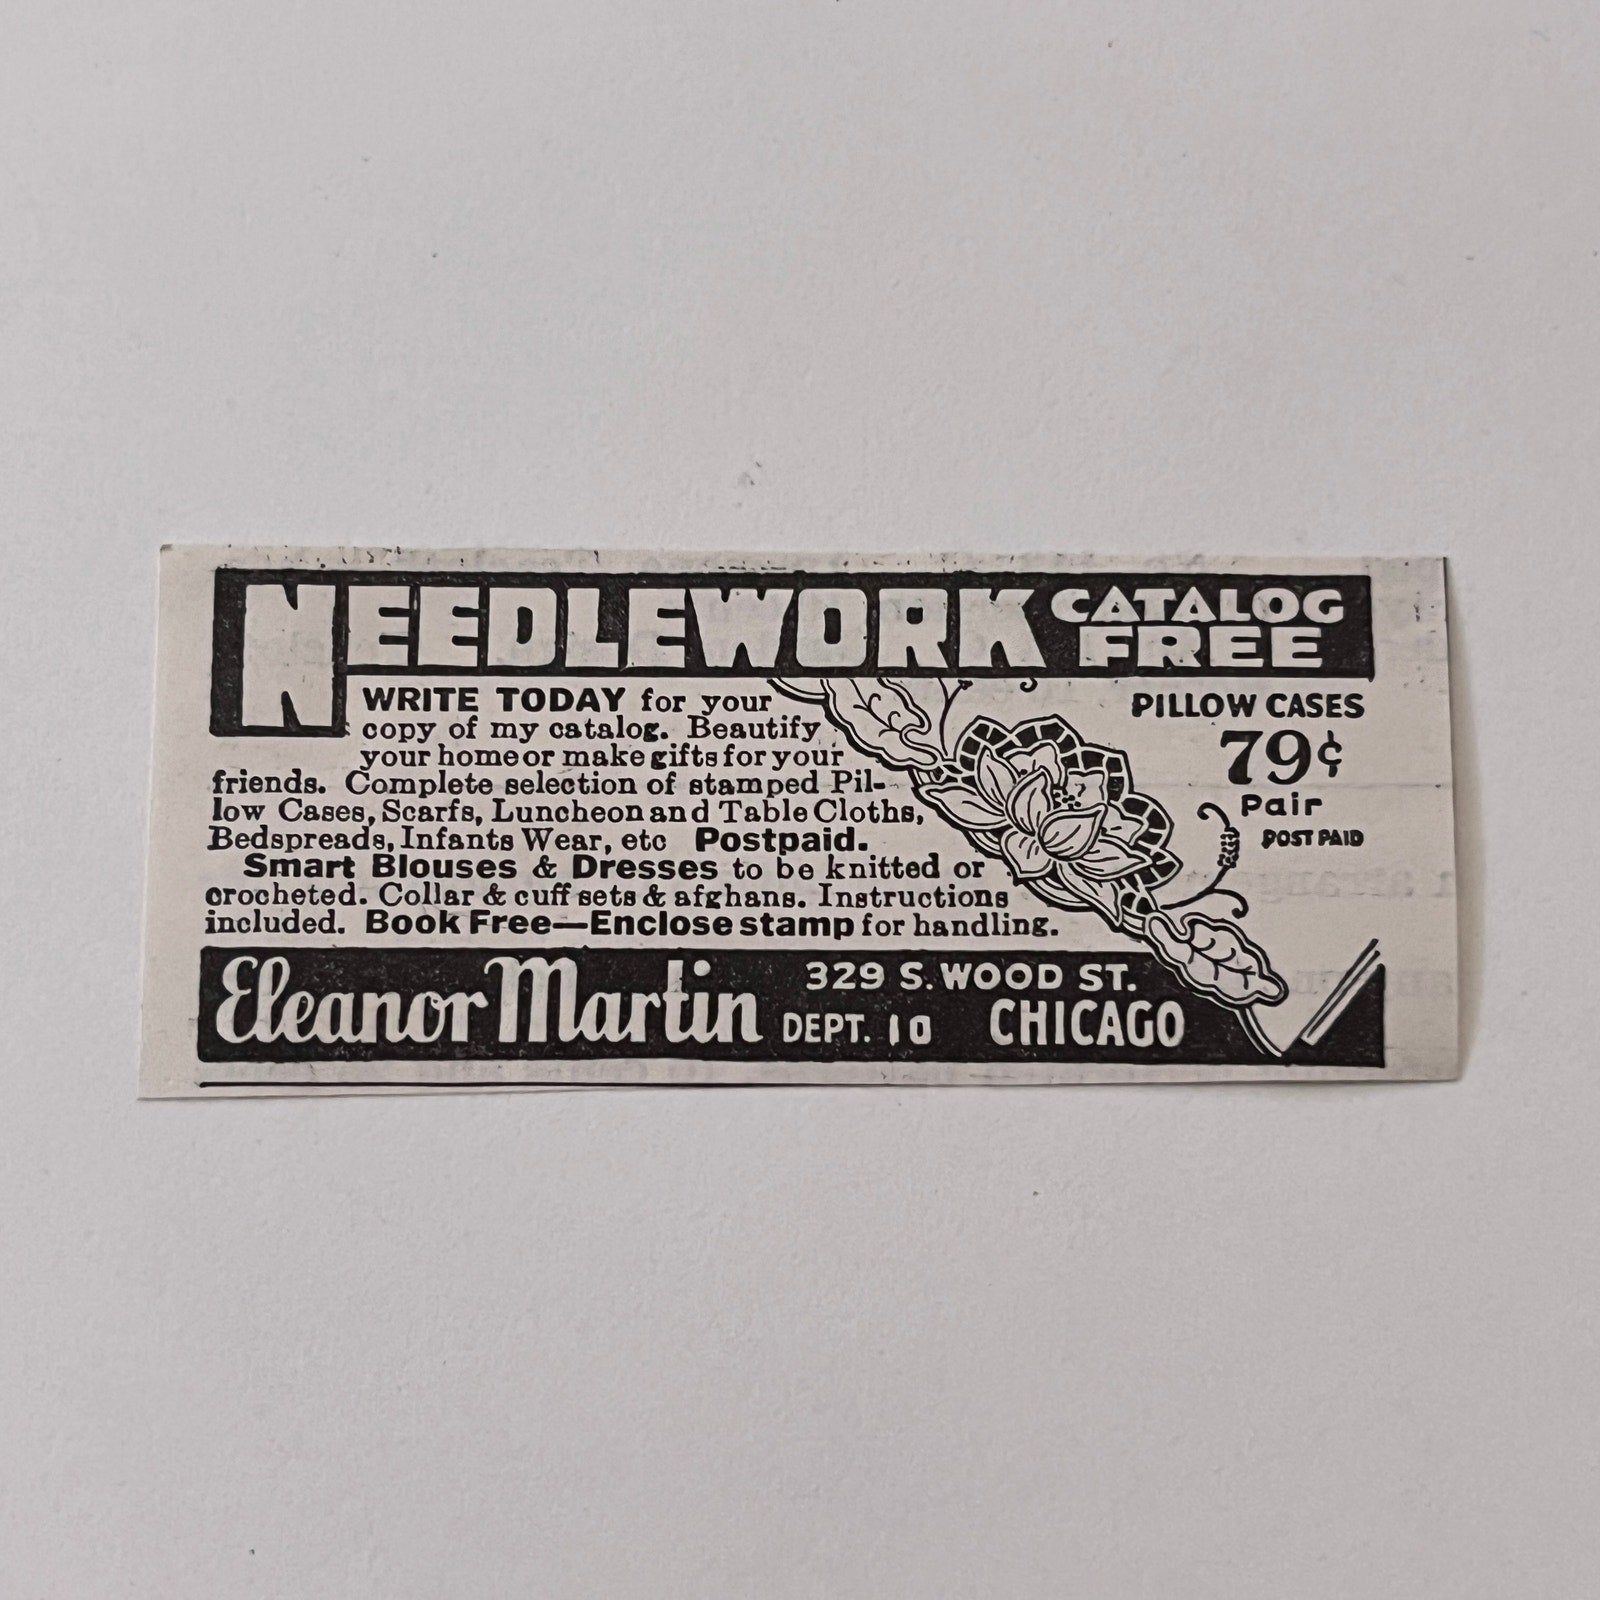 NEEDLEWORK CATALOG FREE
WRITE TODAY for your
copy of my catalog. Beautify
your home or make gifts for your
friends. Complete selection of stamped Pil-
low Cases, Scarfs, Luncheon and Table Cloths,
Bedspreads, Infants Wear, etc Postpaid.
Smart Blouses & Dresses to be knitted or
crocheted. Collar & cuff sets & afghans. Instructions
included. Book Free—Enclose stamp for handling.
PILLOW CASES
79¢
Pair
POST PAID
Eleanor Martin
329 S. WOOD ST.
DEPT. 10 CHICAGO